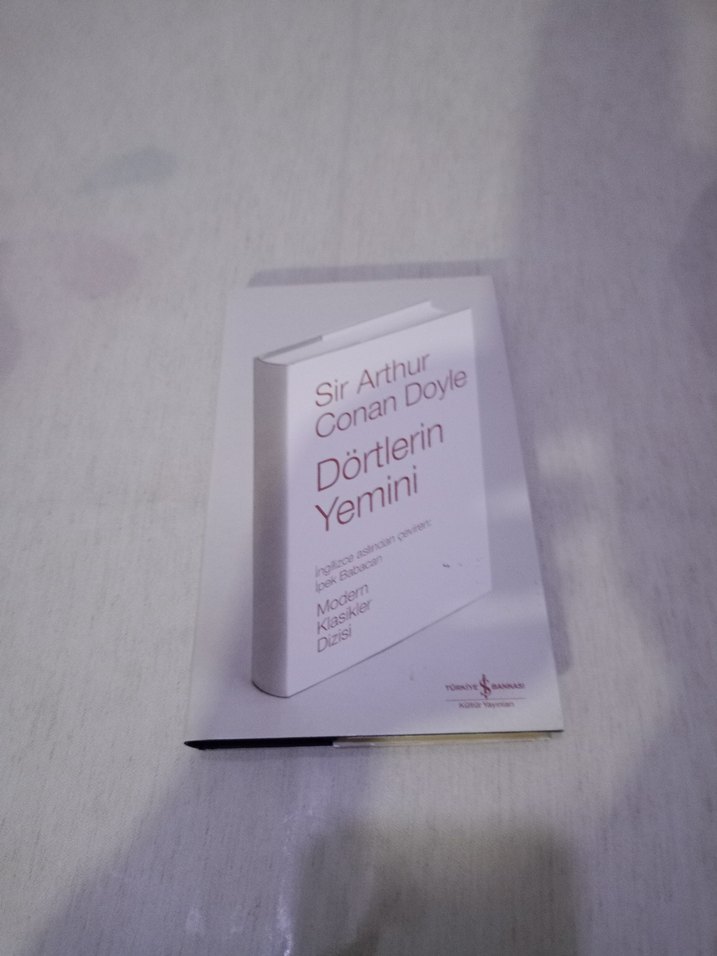 Sir Arthur
Conan Doyle
Dörtlerin
Yemini
İngilizce aslından çeviren:
İpek Babacan
Modern
Klasikler
Dizisi
TÜRKİYE İŞ BANKASI
Kültür Yayınları